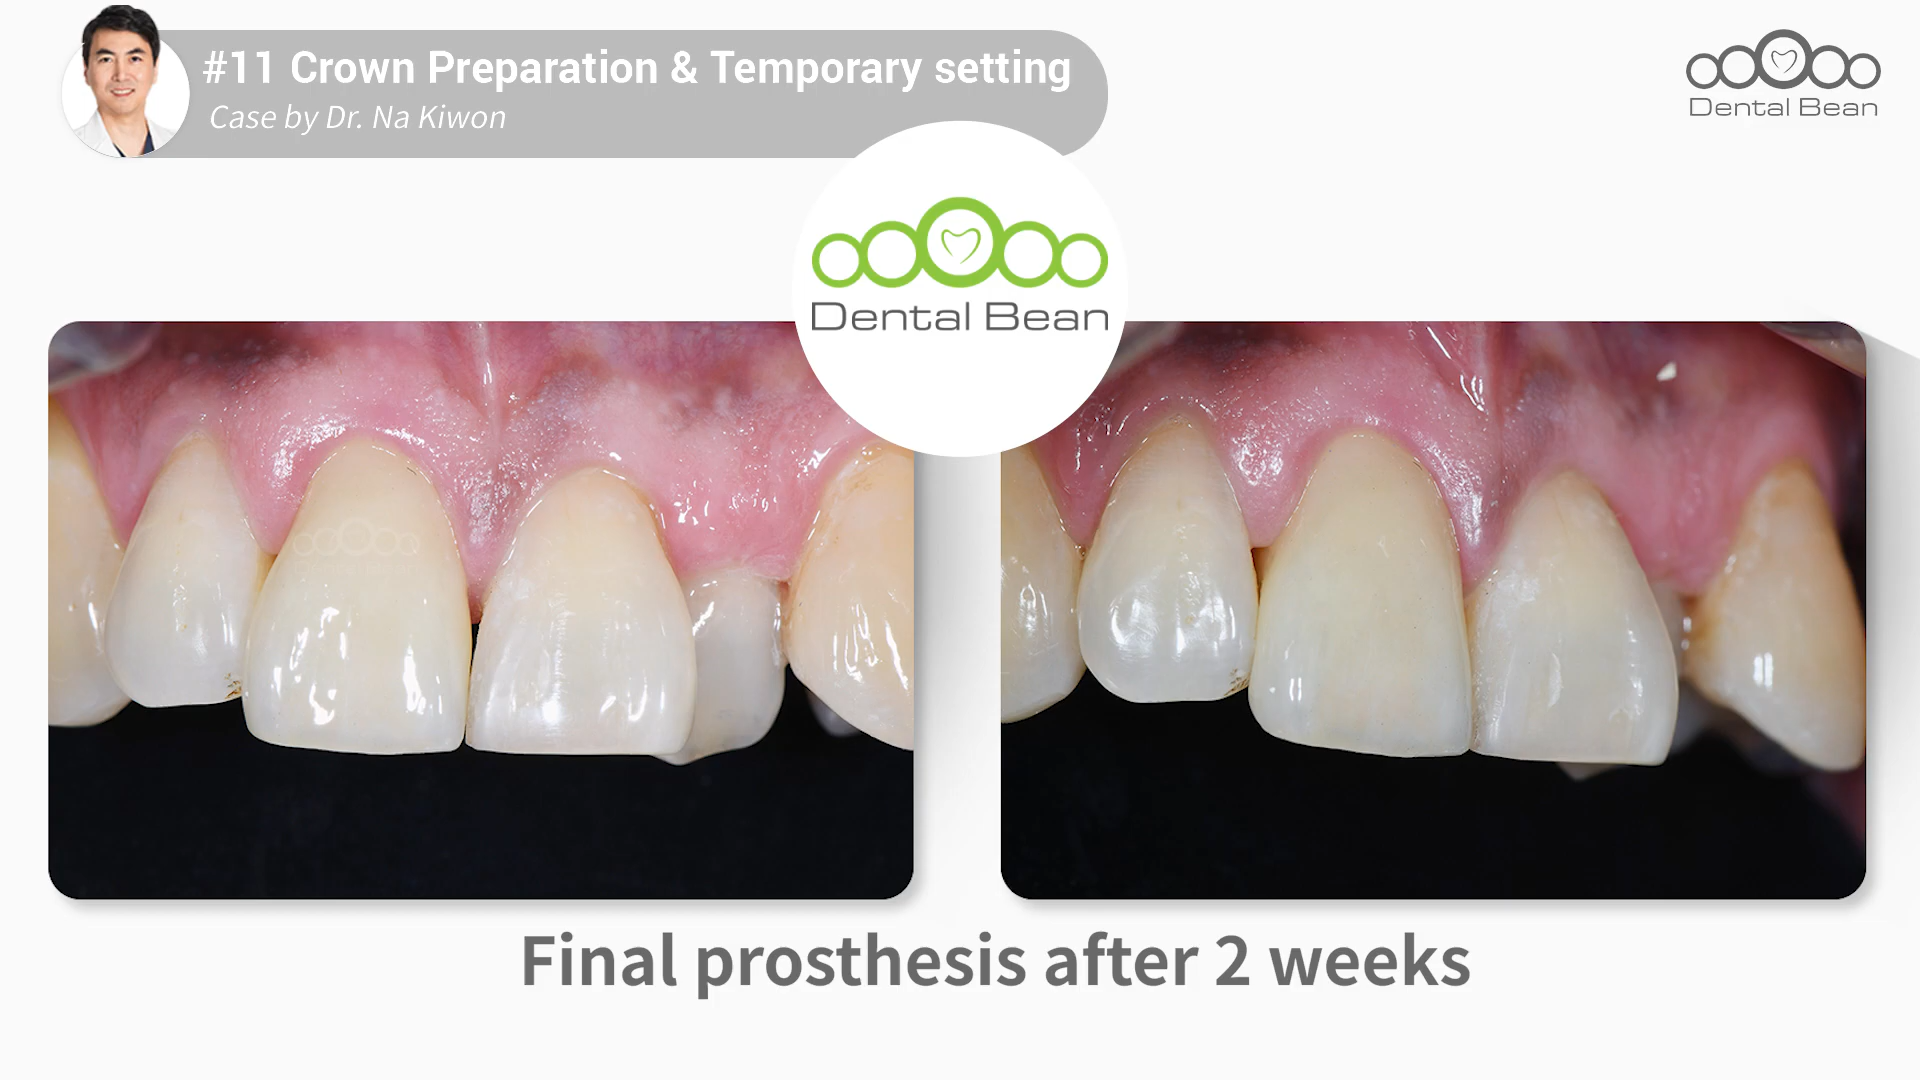 #11 Crown Preparation & Temporary setting
Case by Dr. Na Kiwon
Dental Bean
Dental Bean
Final prosthesis after 2 weeks